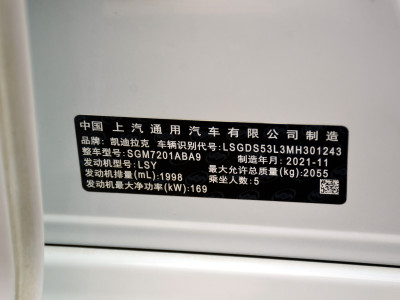 中国 上汽通用汽车有限公司制造
品牌:凯迪拉克 车辆识别代号:LSGDS53L3MH301243
整车型号:SGM7201ABA9 制造年月:2021-11
发动机型号:LSY 最大允许总质量(kg):2055
发动机排量(mL):1998 乘坐人数:5
发动机最大净功率(kW):169